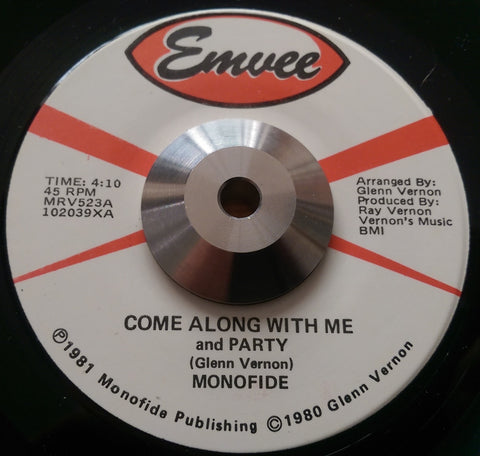 Emvee
TIME: 4:10
45 RPM
MRV523A
102039XA
Arranged By:
Glenn Vernon
Produced By:
Ray Vernon
Vernon's Music
BMI
COME ALONG WITH ME
and PARTY
(Glenn Vernon)
MONOFIDE
Ⓟ1981 Monofide Publishing ©1980 Glenn Vernon